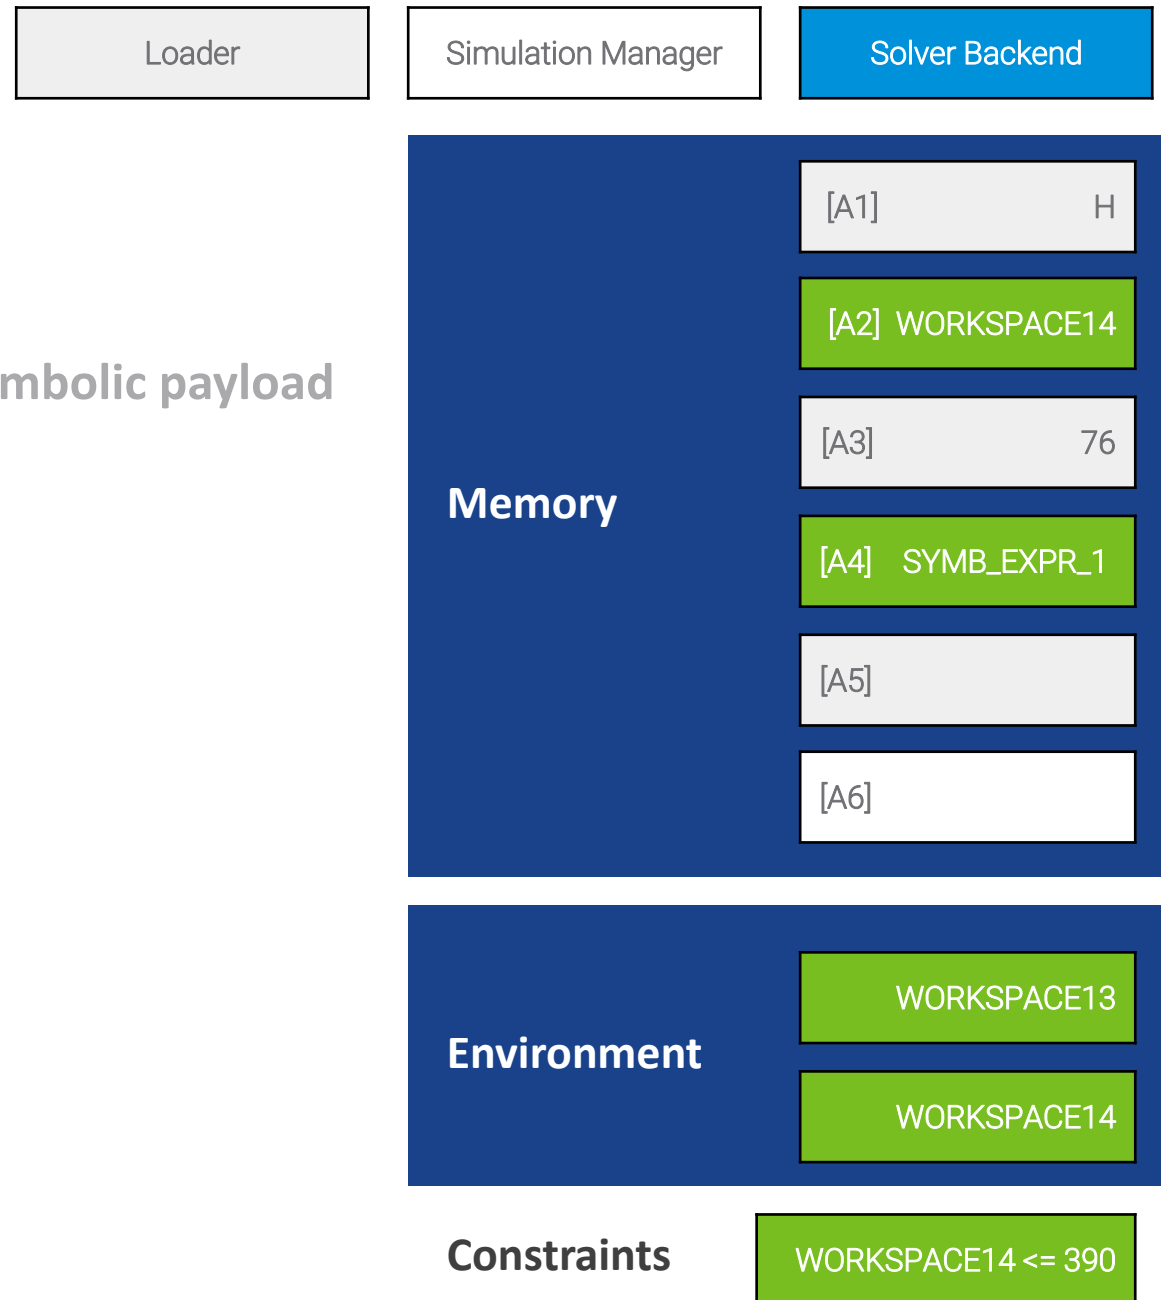 Loader
Simulation Manager
Solver Backend
[A1] H
[A2] WORKSPACE14
mbolic payload
[A3] 76
Memory
[A4] SYMB_EXPR_1
[A5]
[A6]
WORKSPACE13
Environment
WORKSPACE14
Constraints
WORKSPACE14 <= 390